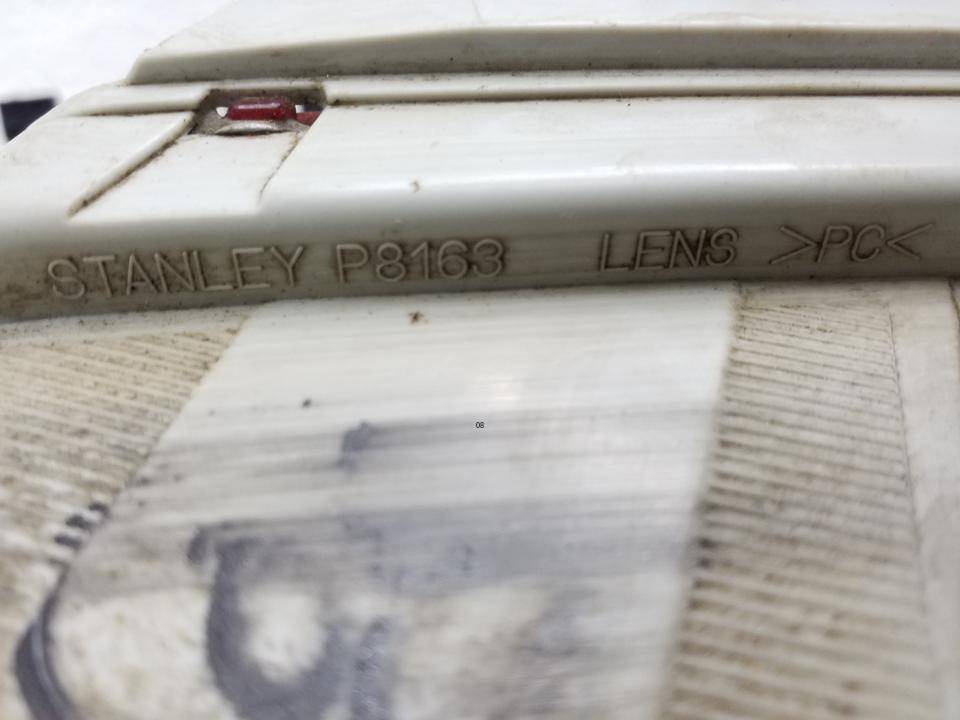 STANLEY P8163 LENS >PC<
08